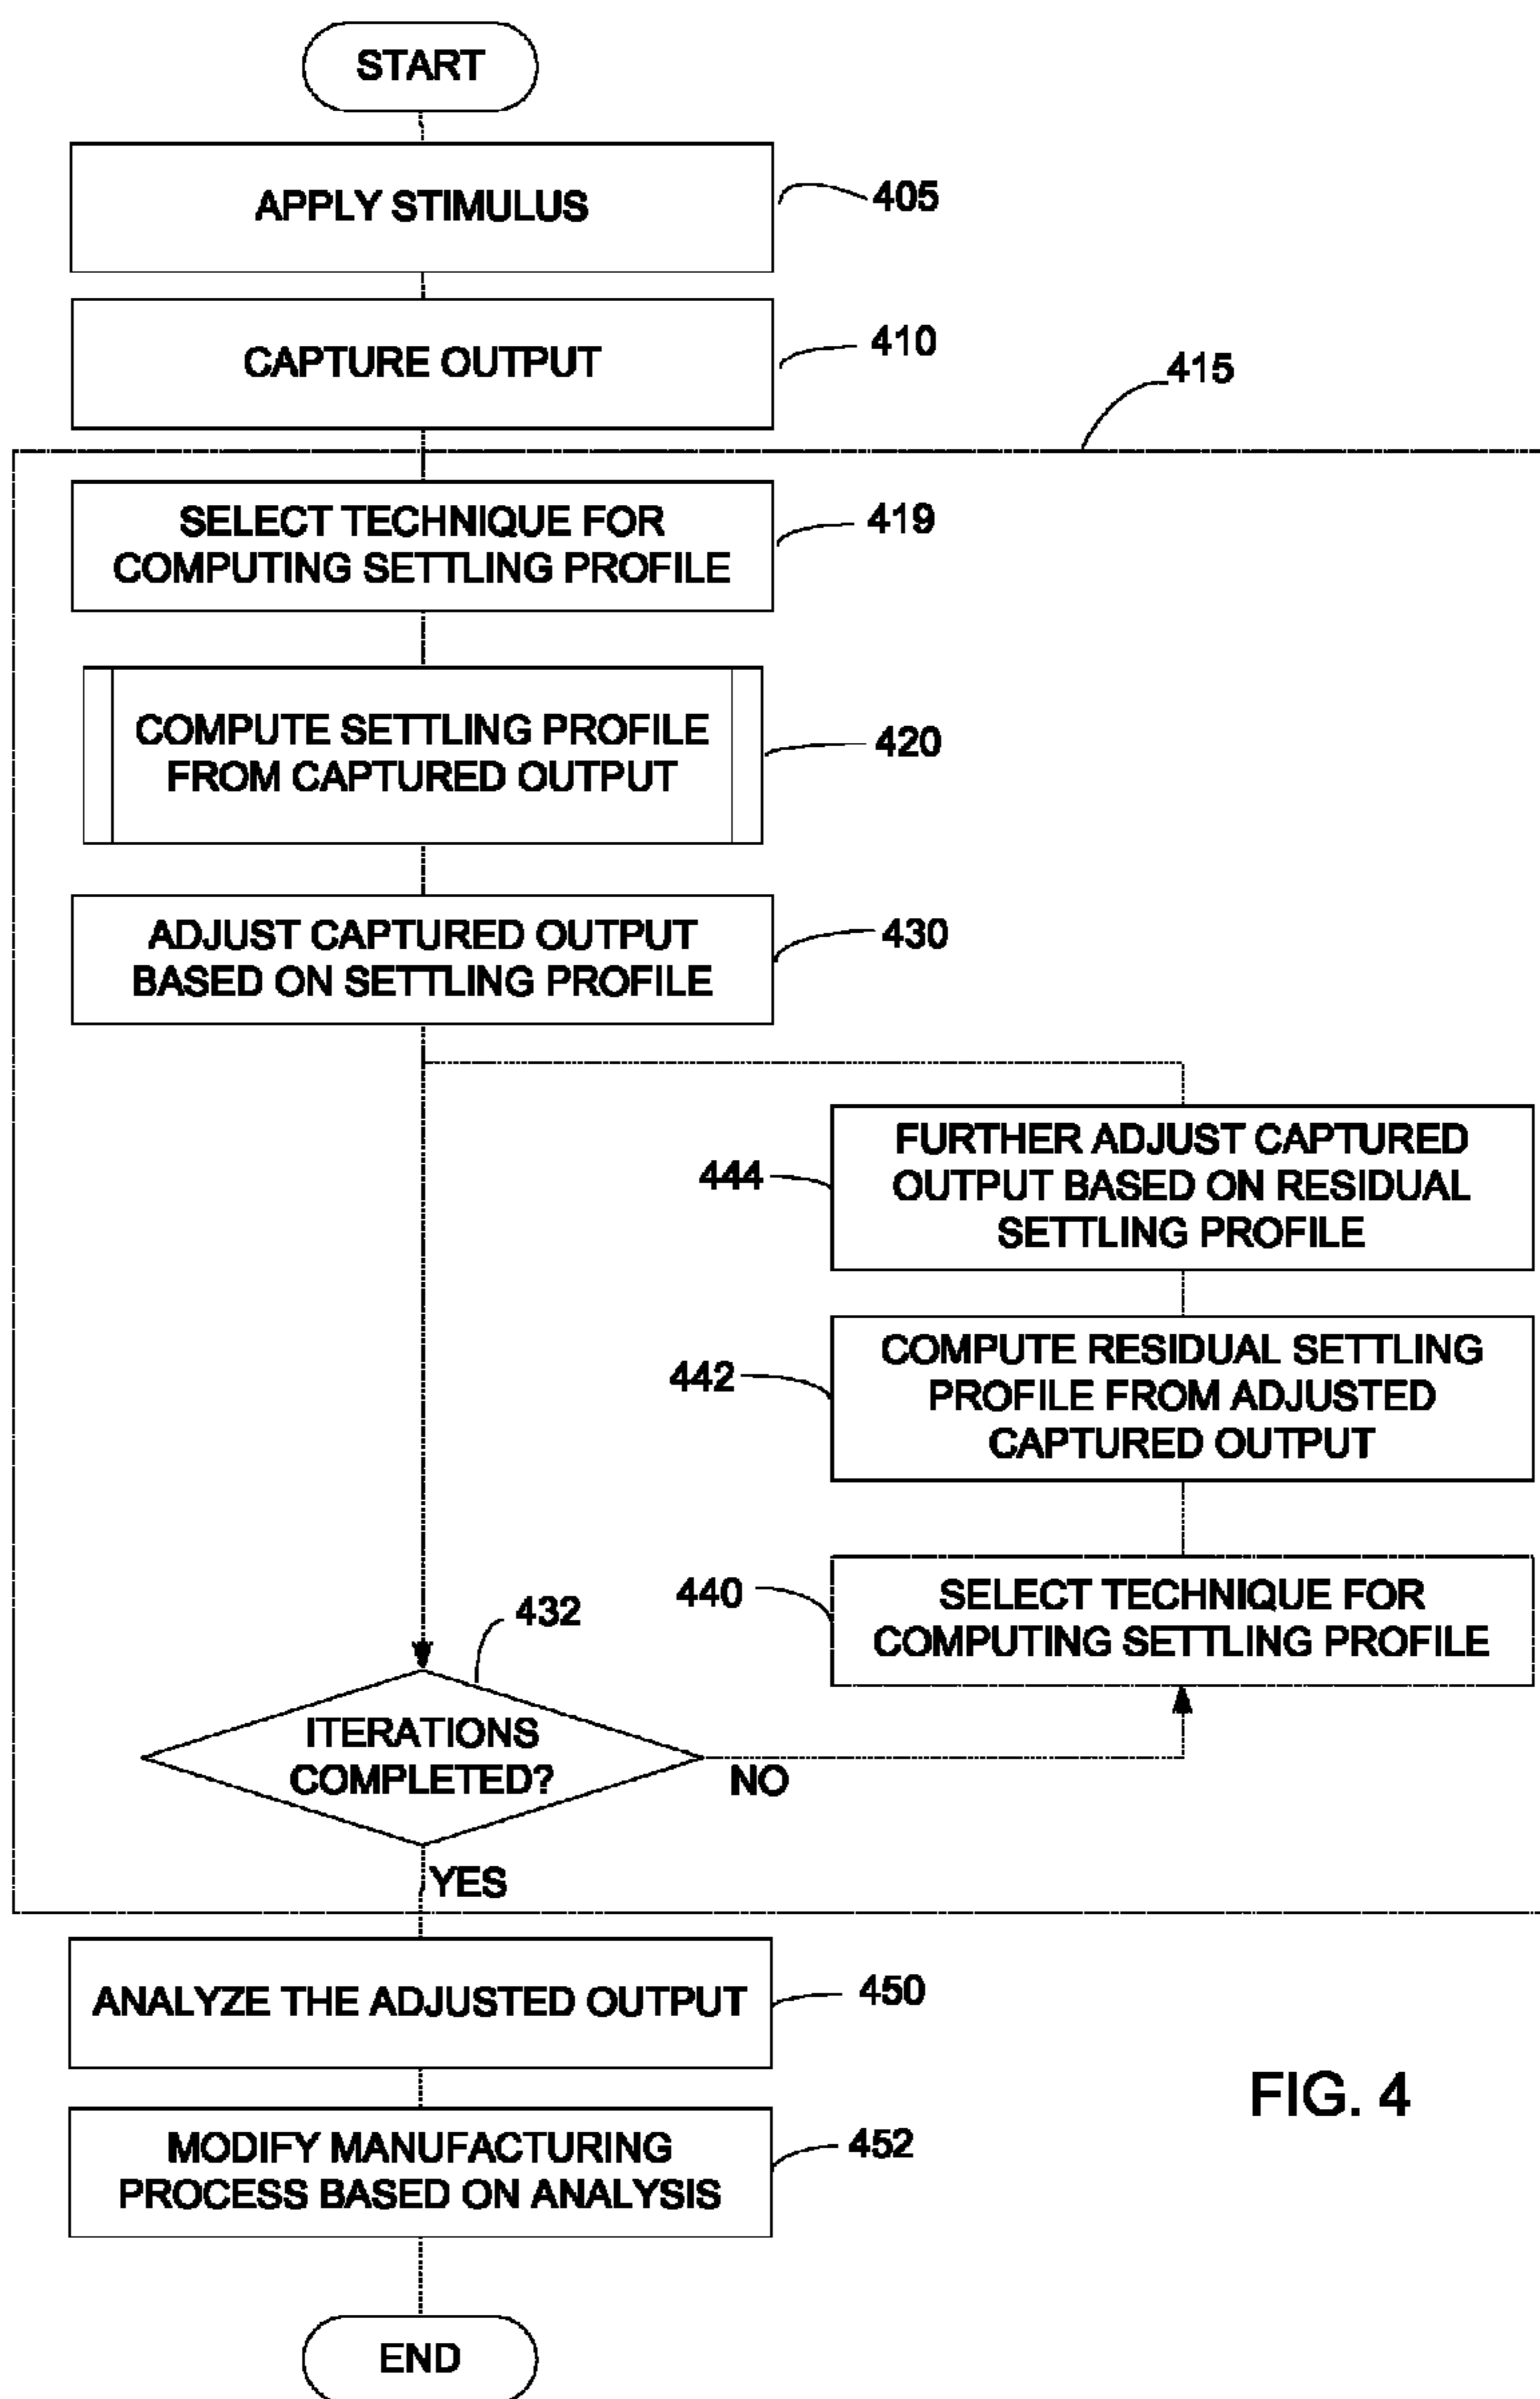 START
APPLY STIMULUS
405
CAPTURE OUTPUT
410
415
SELECT TECHNIQUE FOR
COMPUTING SETTLING PROFILE
419
COMPUTE SETTLING PROFILE
FROM CAPTURED OUTPUT
420
ADJUST CAPTURED OUTPUT
BASED ON SETTLING PROFILE
430
444
FURTHER ADJUST CAPTURED
OUTPUT BASED ON RESIDUAL
SETTLING PROFILE
442
COMPUTE RESIDUAL SETTLING
PROFILE FROM ADJUSTED
CAPTURED OUTPUT
440
SELECT TECHNIQUE FOR
COMPUTING SETTLING PROFILE
432
ITERATIONS
COMPLETED?
NO
YES
ANALYZE THE ADJUSTED OUTPUT
450
MODIFY MANUFACTURING
PROCESS BASED ON ANALYSIS
452
END
FIG. 4